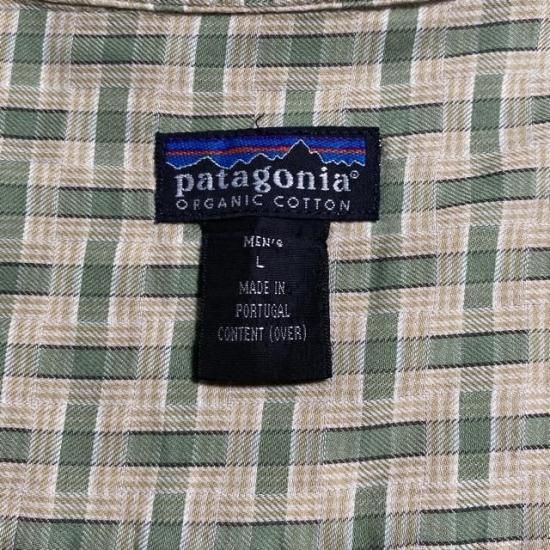 patagonia®
ORGANIC COTTON
MEN'S
L
MADE IN
PORTUGAL
CONTENT (OVER)